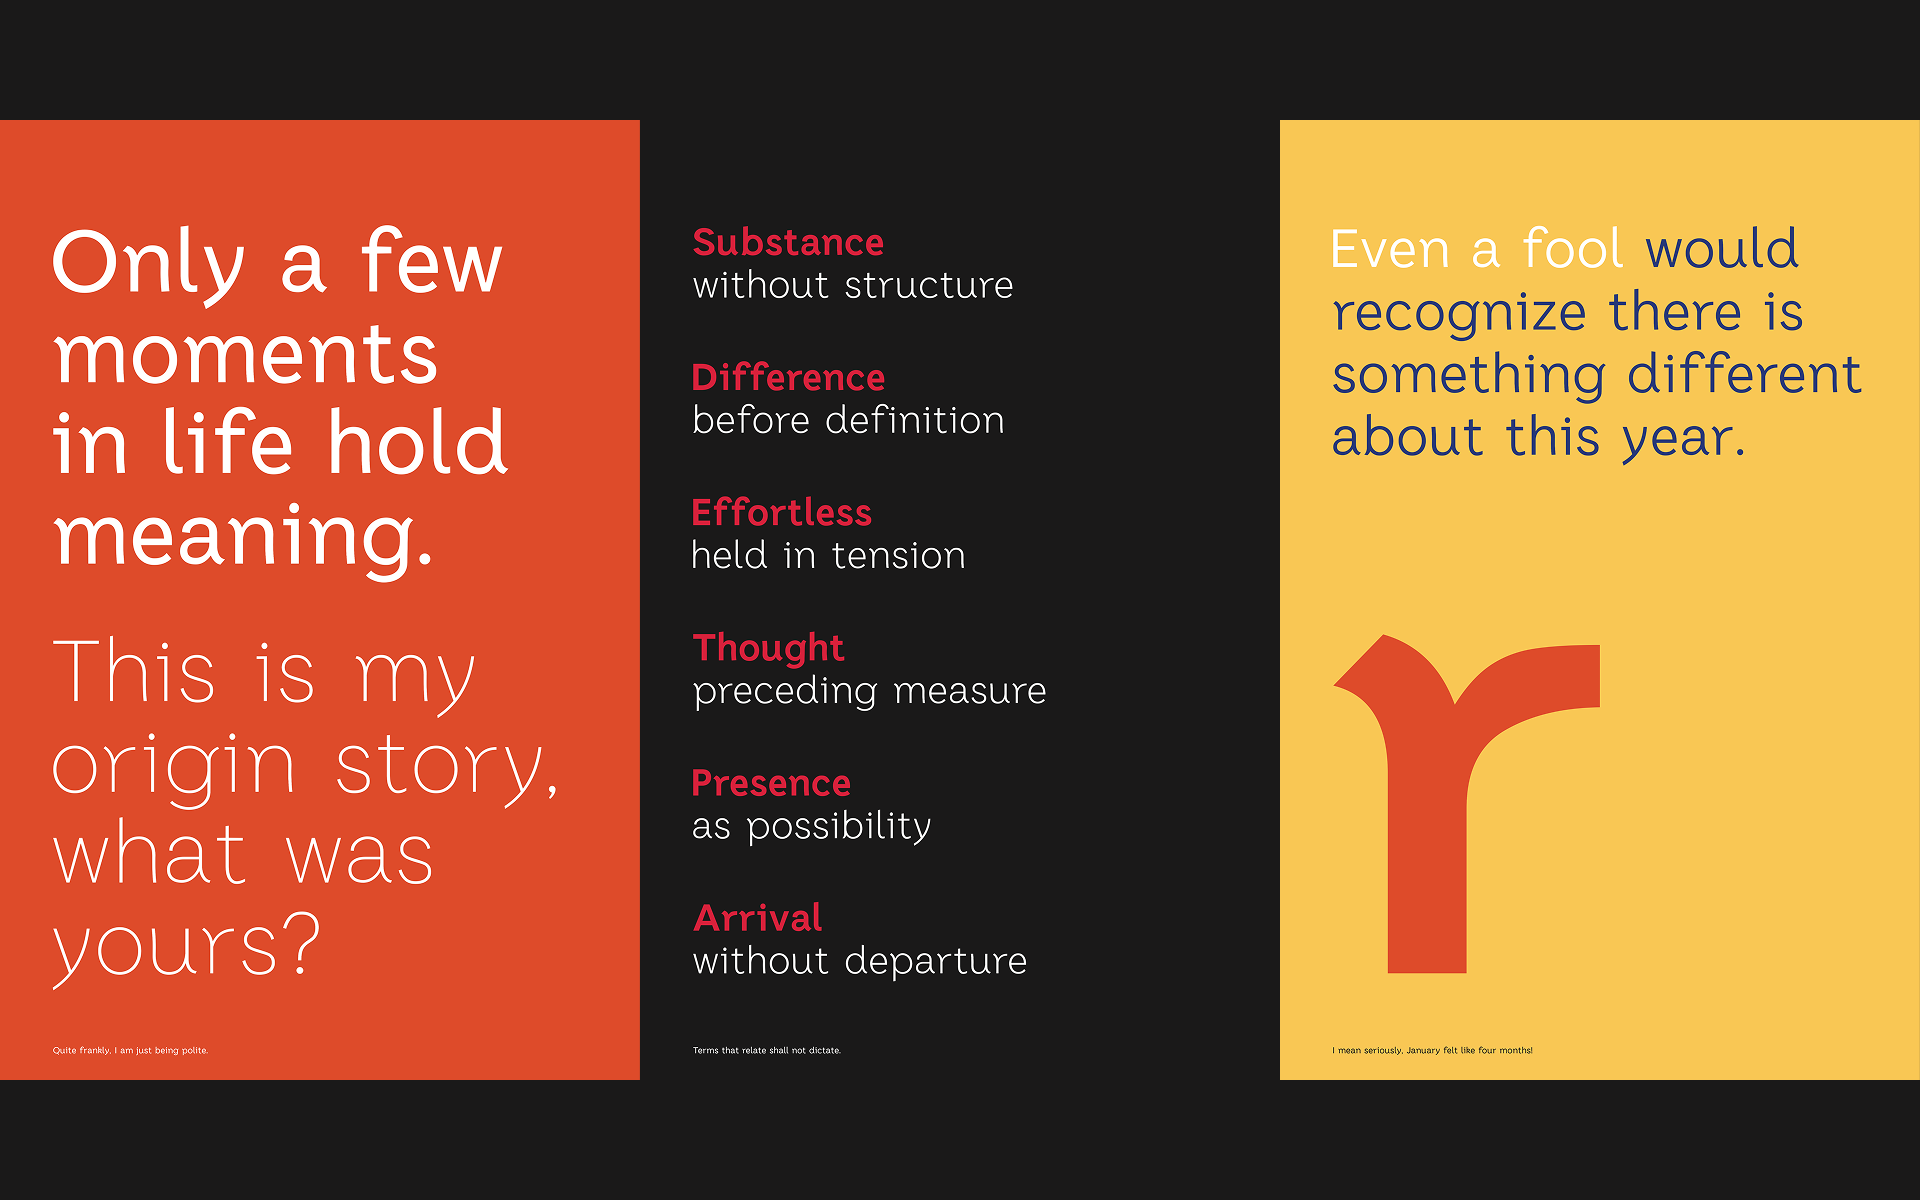 Only a few
moments
in life hold
meaning.
This is my
origin story,
what was
yours?
Quite frankly, I am just being polite.
Substance
without structure
Difference
before definition
Effortless
held in tension
Thought
preceding measure
Presence
as possibility
Arrival
without departure
Terms that relate shall not dictate.
Even a fool would
recognize there is
something different
about this year.
r
I mean seriously, January felt like four months!